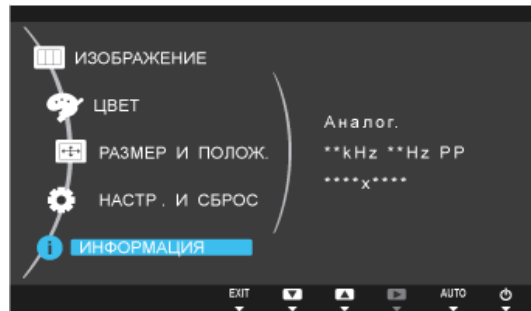 ИЗОБРАЖЕНИЕ
ЦВЕТ
РАЗМЕР И ПОЛОЖ.
НАСТР. И СБРОС
ИНФОРМАЦИЯ
Аналог.
**kHz **Hz PP
****x****
EXIT
AUTO